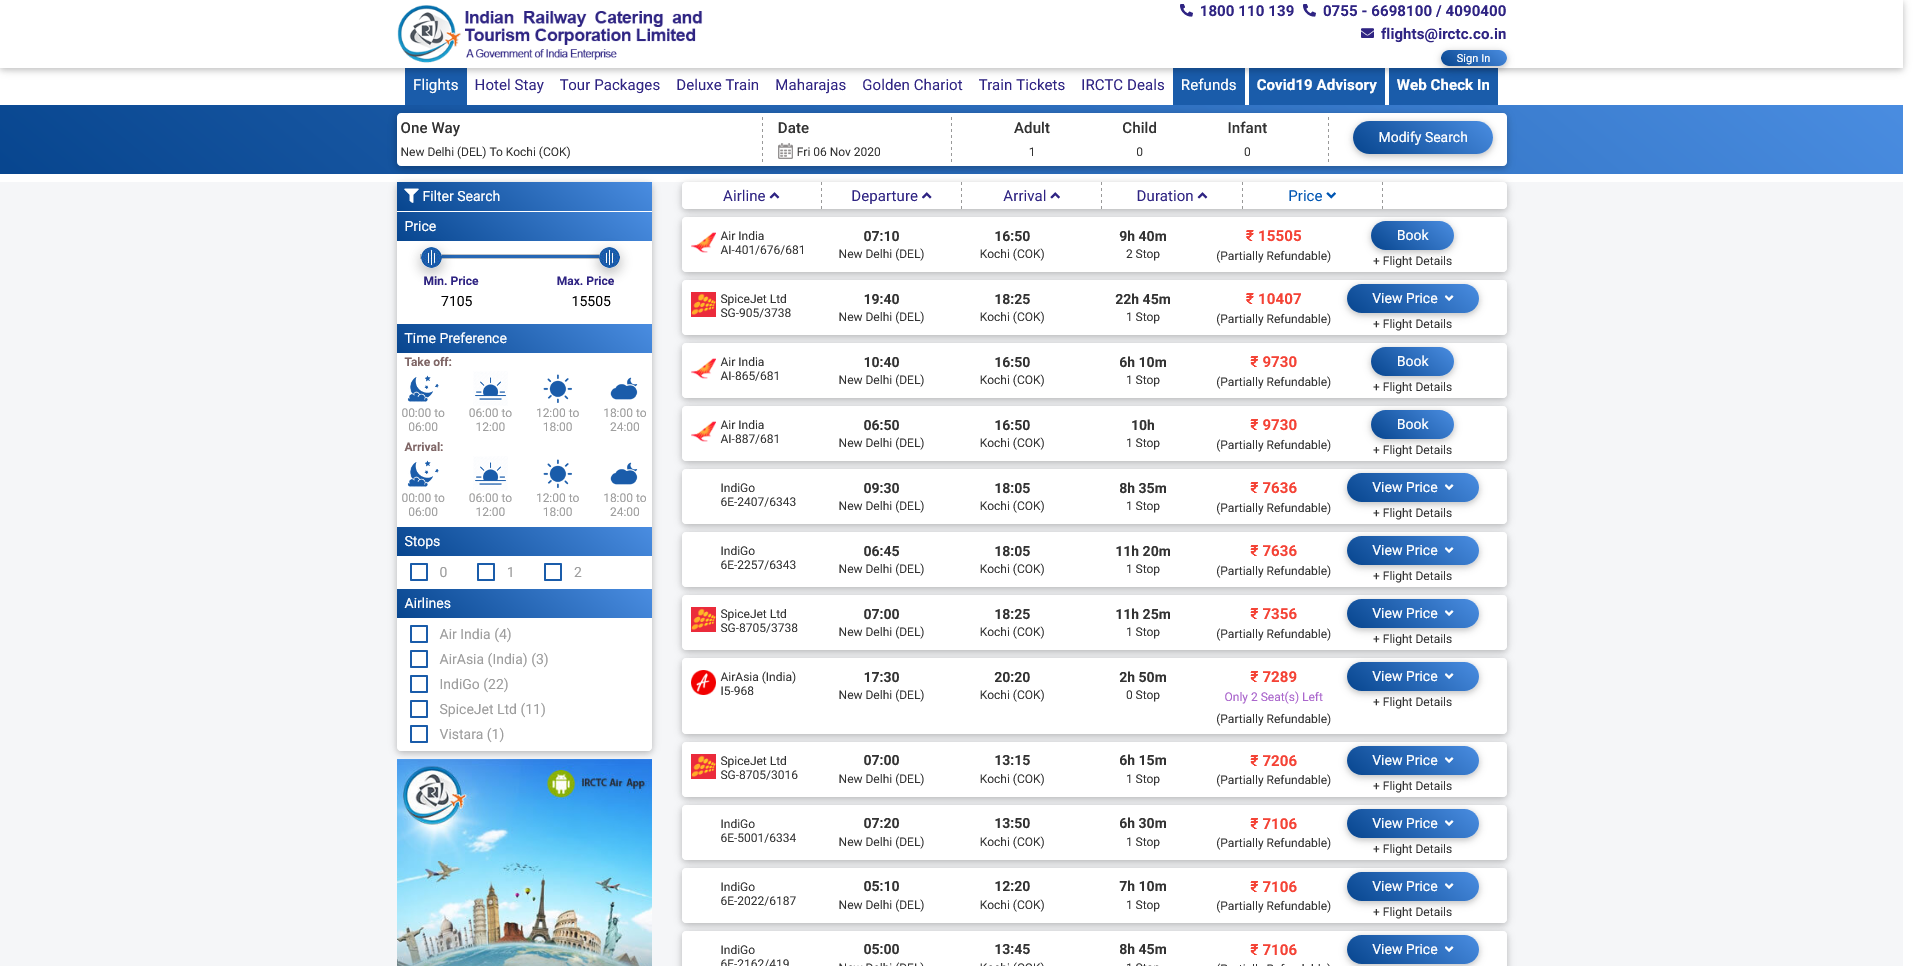 Indian Railway Catering and
Tourism Corporation Limited
A Government of India Enterprise
1800 110 139 0755 - 6698100 / 4090400
flights@irctc.co.in
Sign In
Flights Hotel Stay Tour Packages Deluxe Train Maharajas Golden Chariot Train Tickets IRCTC Deals Refunds Covid19 Advisory Web Check In
One Way Date Adult Child Infant
New Delhi (DEL) To Kochi (COK) Fri 06 Nov 2020 1 0 0
Modify Search
Filter Search
Price
Min. Price Max. Price
7105 15505
Time Preference
Take off:
00:00 to 06:00 to 12:00 to 18:00 to
06:00 12:00 18:00 24:00
Arrival:
00:00 to 06:00 to 12:00 to 18:00 to
06:00 12:00 18:00 24:00
Stops
0 1 2
Airlines
Air India (4)
AirAsia (India) (3)
IndiGo (22)
SpiceJet Ltd (11)
Vistara (1)
IRCTC Air App
Airline Departure Arrival Duration Price
Air India 07:10 16:50 9h 40m ₹ 15505 Book
AI-401/676/681 New Delhi (DEL) Kochi (COK) 2 Stop (Partially Refundable) + Flight Details
SpiceJet Ltd 19:40 18:25 22h 45m ₹ 10407 View Price
SG-905/3738 New Delhi (DEL) Kochi (COK) 1 Stop (Partially Refundable) + Flight Details
Air India 10:40 16:50 6h 10m ₹ 9730 Book
AI-865/681 New Delhi (DEL) Kochi (COK) 1 Stop (Partially Refundable) + Flight Details
Air India 06:50 16:50 10h ₹ 9730 Book
AI-887/681 New Delhi (DEL) Kochi (COK) 1 Stop (Partially Refundable) + Flight Details
IndiGo 09:30 18:05 8h 35m ₹ 7636 View Price
6E-2407/6343 New Delhi (DEL) Kochi (COK) 1 Stop (Partially Refundable) + Flight Details
IndiGo 06:45 18:05 11h 20m ₹ 7636 View Price
6E-2257/6343 New Delhi (DEL) Kochi (COK) 1 Stop (Partially Refundable) + Flight Details
SpiceJet Ltd 07:00 18:25 11h 25m ₹ 7356 View Price
SG-8705/3738 New Delhi (DEL) Kochi (COK) 1 Stop (Partially Refundable) + Flight Details
AirAsia (India) 17:30 20:20 2h 50m ₹ 7289 View Price
I5-968 New Delhi (DEL) Kochi (COK) 0 Stop Only 2 Seat(s) Left + Flight Details
(Partially Refundable)
SpiceJet Ltd 07:00 13:15 6h 15m ₹ 7206 View Price
SG-8705/3016 New Delhi (DEL) Kochi (COK) 1 Stop (Partially Refundable) + Flight Details
IndiGo 07:20 13:50 6h 30m ₹ 7106 View Price
6E-5001/6334 New Delhi (DEL) Kochi (COK) 1 Stop (Partially Refundable) + Flight Details
IndiGo 05:10 12:20 7h 10m ₹ 7106 View Price
6E-2022/6187 New Delhi (DEL) Kochi (COK) 1 Stop (Partially Refundable) + Flight Details
IndiGo 05:00 13:45 8h 45m ₹ 7106 View Price
6E-2162/419 New Delhi (DEL) Kochi (COK) 1 Stop (Partially Refundable)